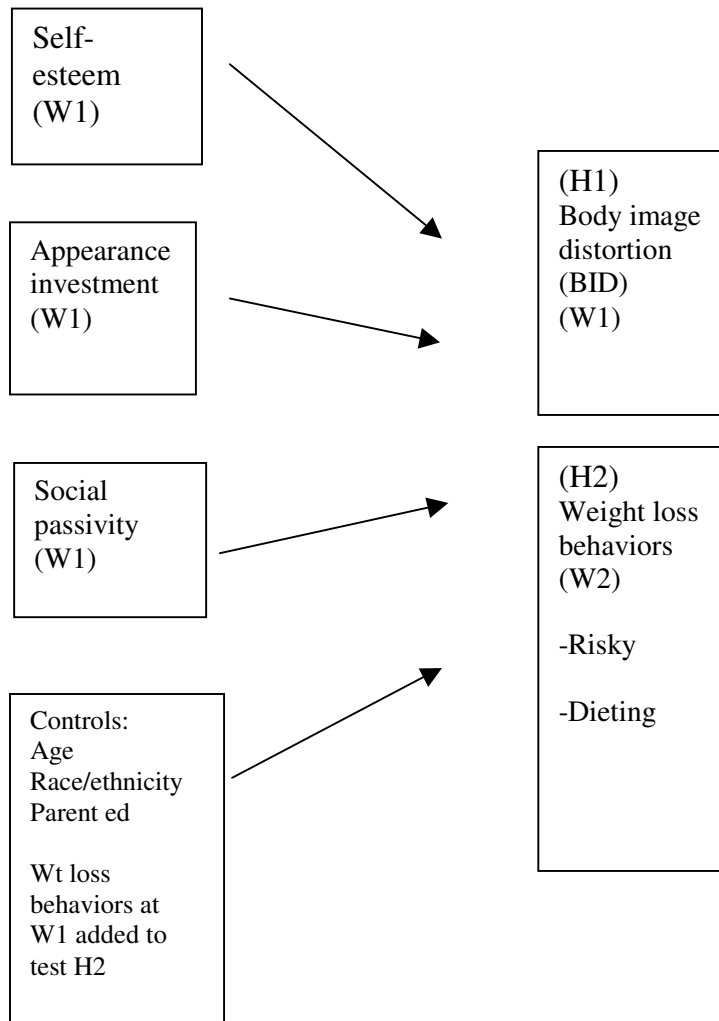 Self-
esteem
(W1)
Appearance
investment
(W1)
Social
passivity
(W1)
Controls:
Age
Race/ethnicity
Parent ed
Wt loss
behaviors at
W1 added to
test H2
(H1)
Body image
distortion
(BID)
(W1)
(H2)
Weight loss
behaviors
(W2)
-Risky
-Dieting